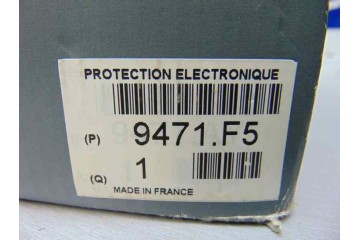 PROTECTION ELECTRONIQUE
(P) 9471.F5
(Q) 1
MADE IN FRANCE